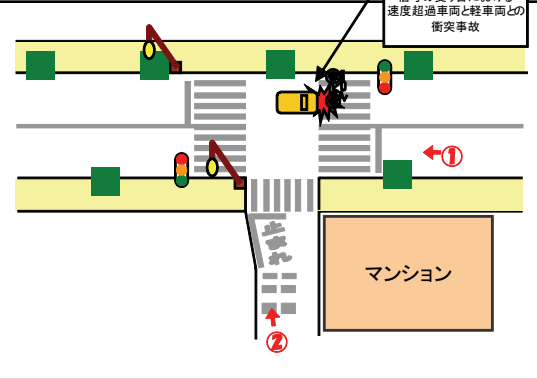 速度超過車両と軽車両との
衝突事故
①
止まれ
マンション
②